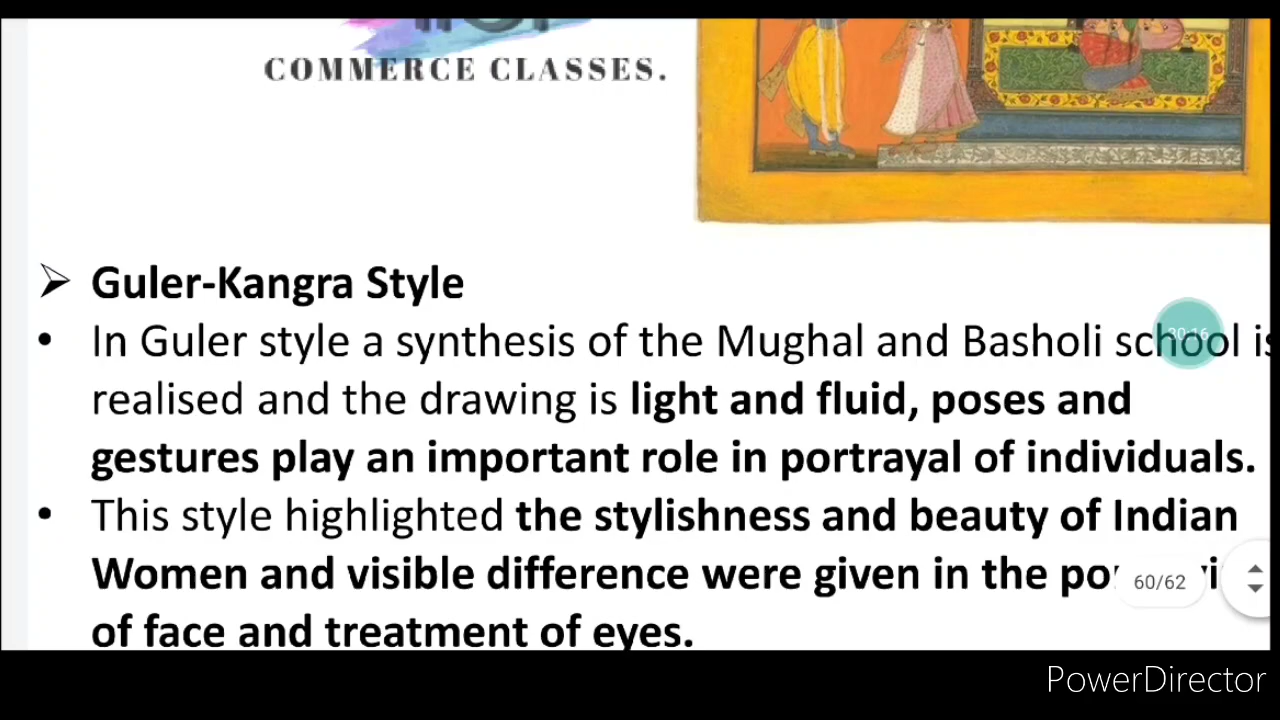 COMMERCE CLASSES.
➢ Guler-Kangra Style
• In Guler style a synthesis of the Mughal and Basholi school is
realised and the drawing is light and fluid, poses and
gestures play an important role in portrayal of individuals.
• This style highlighted the stylishness and beauty of Indian
Women and visible difference were given in the
of face and treatment of eyes.
30:16
60/62
PowerDirector